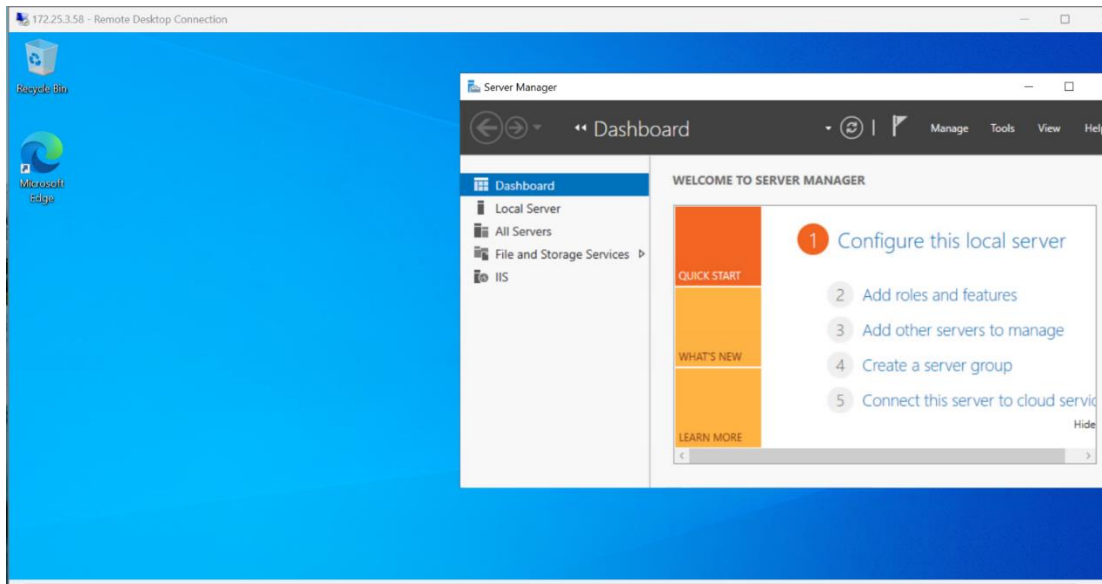 172.25.3.58 - Remote Desktop Connection
Recycle Bin
Microsoft
Edge
Server Manager
Dashboard
Manage Tools View Help
Dashboard
Local Server
All Servers
File and Storage Services
IIS
WELCOME TO SERVER MANAGER
QUICK START
WHAT'S NEW
LEARN MORE
1 Configure this local server
2 Add roles and features
3 Add other servers to manage
4 Create a server group
5 Connect this server to cloud servic
Hide